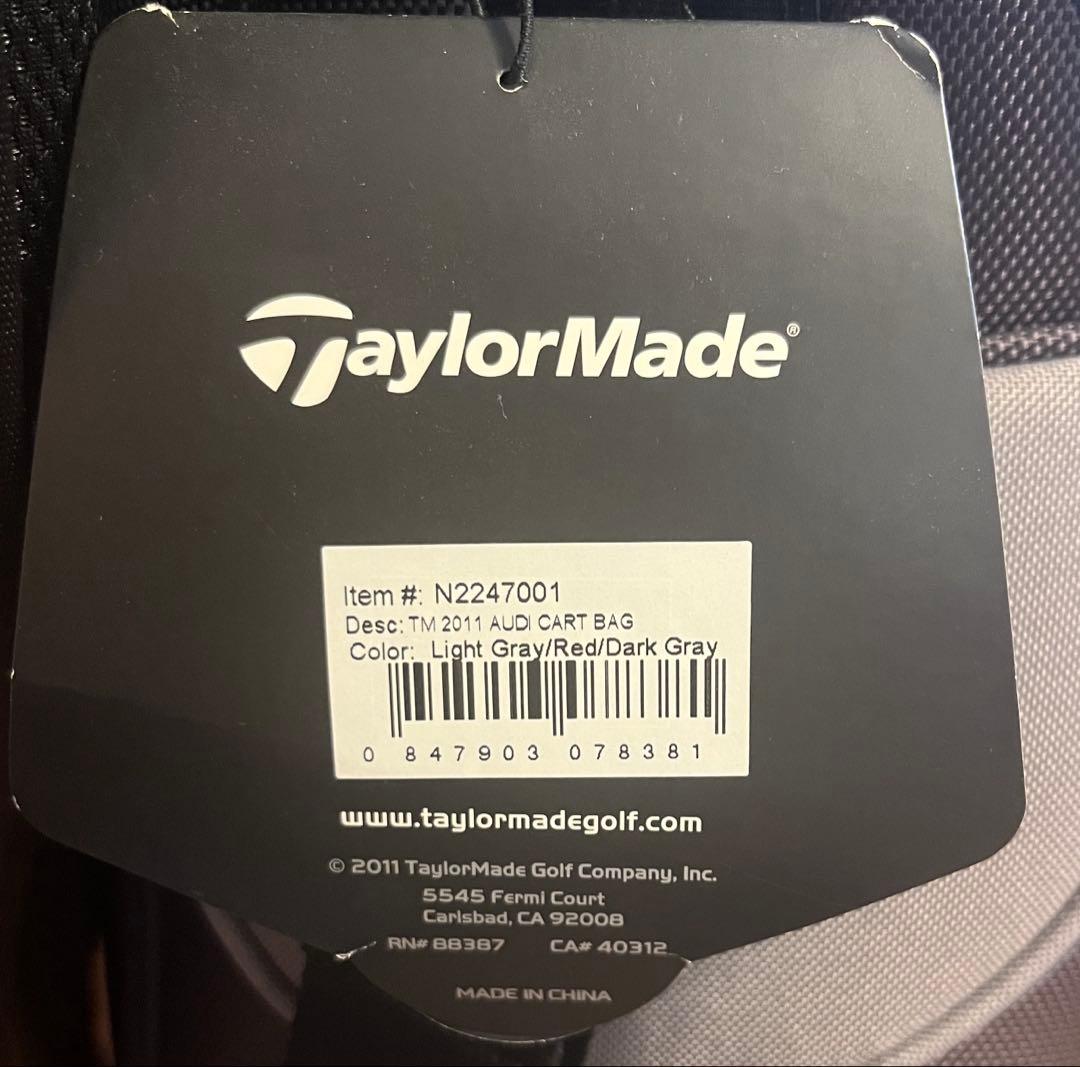 TaylorMade®
Item #: N2247001
Desc: TM 2011 AUDI CART BAG
Color: Light Gray/Red/Dark Gray
0 847903 078381
www.taylormadegolf.com
© 2011 TaylorMade Golf Company, Inc.
5545 Fermi Court
Carlsbad, CA 92008
RN# 88387 CA# 40312
MADE IN CHINA